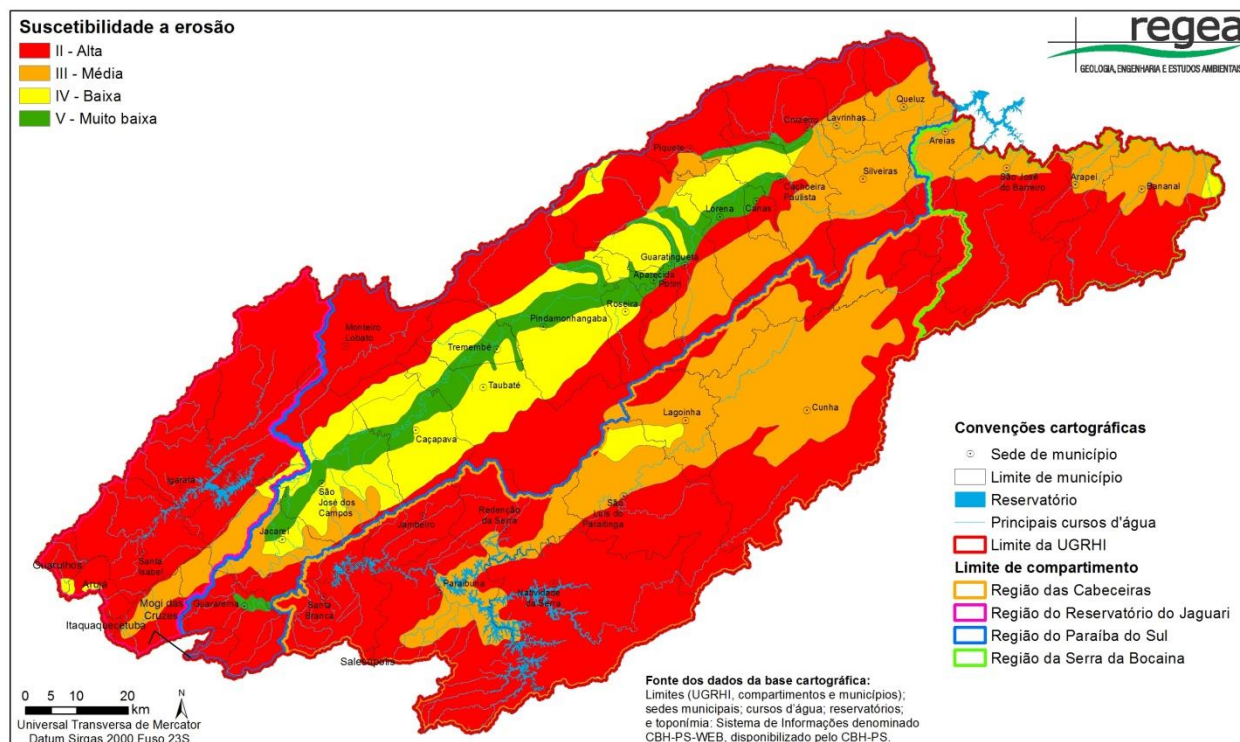 Suscetibilidade a erosão
II - Alta
III - Média
IV - Baixa
V - Muito baixa
regea
GEOLOGIA, ENGENHARIA E ESTUDOS AMBIENTAIS
Queluz
Lavrinhas
Cruzeiro
Areias
Piquete
São José
do Barreiro
Arapeí
Bananal
Silveiras
Cachoeira
Paulista
Canas
Lorena
Guaratinguetá
Aparecida
Potim
Roseira
Pindamonhangaba
Monteiro
Lobato
Tremembé
Taubaté
Lagoinha
Cunha
Caçapava
Igaratá
São
José dos
Campos
São
Luís do
Paraitinga
Redenção
da Serra
Jambeiro
Jacareí
Santa
Isabel
Guarulhos
Arujá
Paraibuna
Natividade
da Serra
Mogi das
Cruzes
Guararema
Santa
Branca
Itaquaquecetuba
Salesópolis
Convenções cartográficas
Sede de município
Limite de município
Reservatório
Principais cursos d'água
Limite da UGRHI
Limite de compartimento
Região das Cabeceiras
Região do Reservatório do Jaguari
Região do Paraíba do Sul
Região da Serra da Bocaina
0 5 10 20
km
N
Universal Transversa de Mercator
Datum Sirgas 2000 Fuso 23S
Fonte dos dados da base cartográfica:
Limites (UGRHI, compartimentos e municípios);
sedes municipais; cursos d'água; reservatórios;
e toponímia: Sistema de Informações denominado
CBH-PS-WEB, disponibilizado pelo CBH-PS.